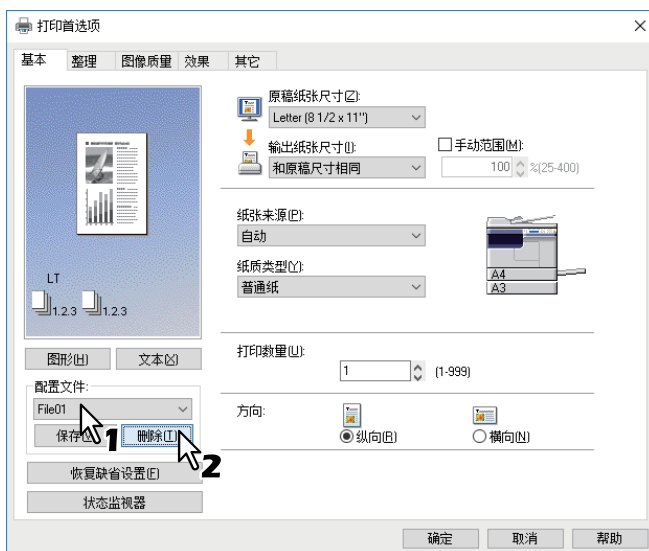 打印首选项
基本 整理 图像质量 效果 其它
原稿纸张尺寸(Z):
Letter (8 1/2 x 11")
输出纸张尺寸(I):
和原稿尺寸相同
手动范围(M):
100 %(25-400)
纸张来源(P):
自动
纸质类型(Y):
普通纸
A4
A3
LT
1.2.3 1.2.3
图形(H) 文本(X)
打印数量(U):
1 (1-999)
配置文件:
File01
保存 删除(T)
1
2
方向:
纵向(R) 横向(N)
恢复缺省设置(F)
状态监视器
确定 取消 帮助